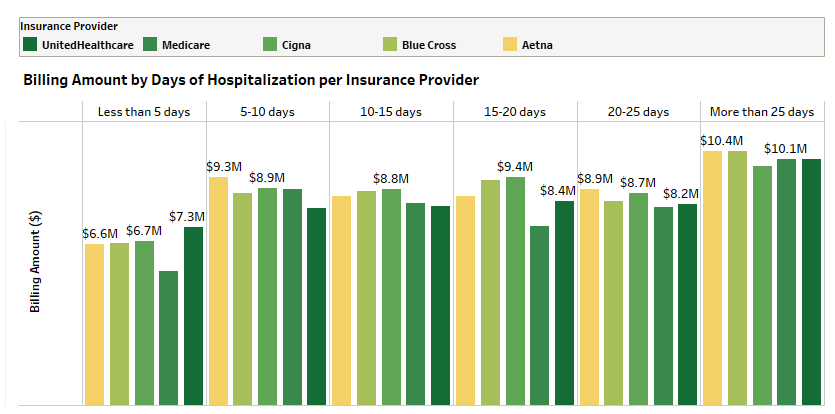 Insurance Provider
UnitedHealthcare Medicare Cigna Blue Cross Aetna
Billing Amount by Days of Hospitalization per Insurance Provider
Less than 5 days 5-10 days 10-15 days 15-20 days 20-25 days More than 25 days
$10.4M $10.1M
$9.3M $8.9M $8.8M $9.4M $8.4M $8.9M $8.7M $8.2M
$6.6M $6.7M $7.3M
Billing Amount ($)